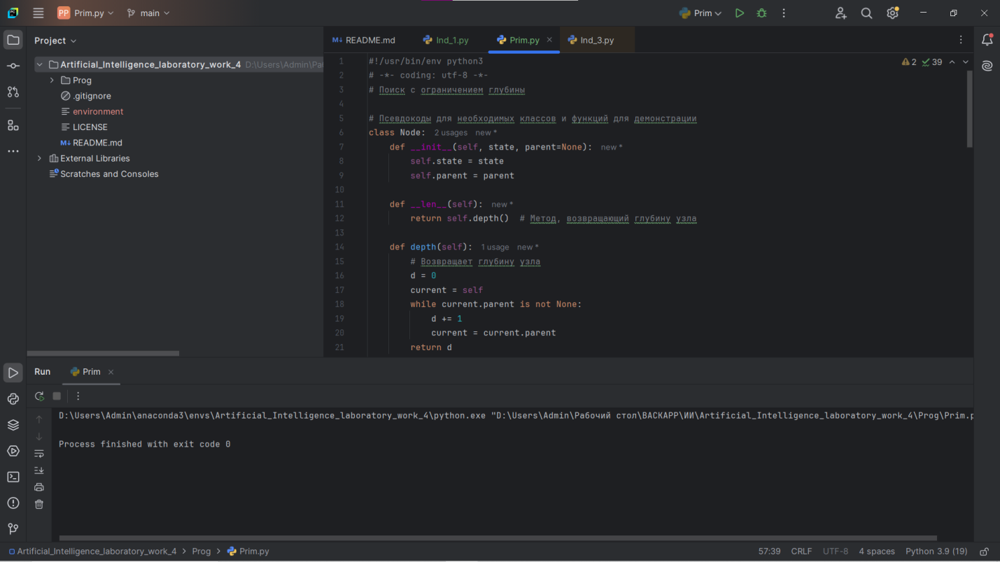 PP Prim.py main Prim
Project
README.md Ind_1.py Prim.py Ind_3.py
Artificial_Intelligence_laboratory_work_4 D:\Users\Admin\Ра
Prog
.gitignore
environment
LICENSE
README.md
External Libraries
Scratches and Consoles
2 39
1 #!/usr/bin/env python3
2 # -*- coding: utf-8 -*-
3 # Поиск с ограничением глубины
4
5 # Псевдокоды для необходимых классов и функций для демонстрации
6 class Node: 2 usages new *
7 def __init__(self, state, parent=None): new *
8 self.state = state
9 self.parent = parent
10
11 def __len__(self): new *
12 return self.depth() # Метод, возвращающий глубину узла
13
14 def depth(self): 1 usage new *
15 # Возвращает глубину узла
16 d = 0
17 current = self
18 while current.parent is not None:
19 d += 1
20 current = current.parent
21 return d
Run Prim
D:\Users\Admin\anaconda3\envs\Artificial_Intelligence_laboratory_work_4\python.exe "D:\Users\Admin\Рабочий стол\ВАСКАРР\ИИ\Artificial_Intelligence_laboratory_work_4\Prog\Prim.p
Process finished with exit code 0
Artificial_Intelligence_laboratory_work_4 > Prog > Prim.py 57:39 CRLF UTF-8 4 spaces Python 3.9 (19)